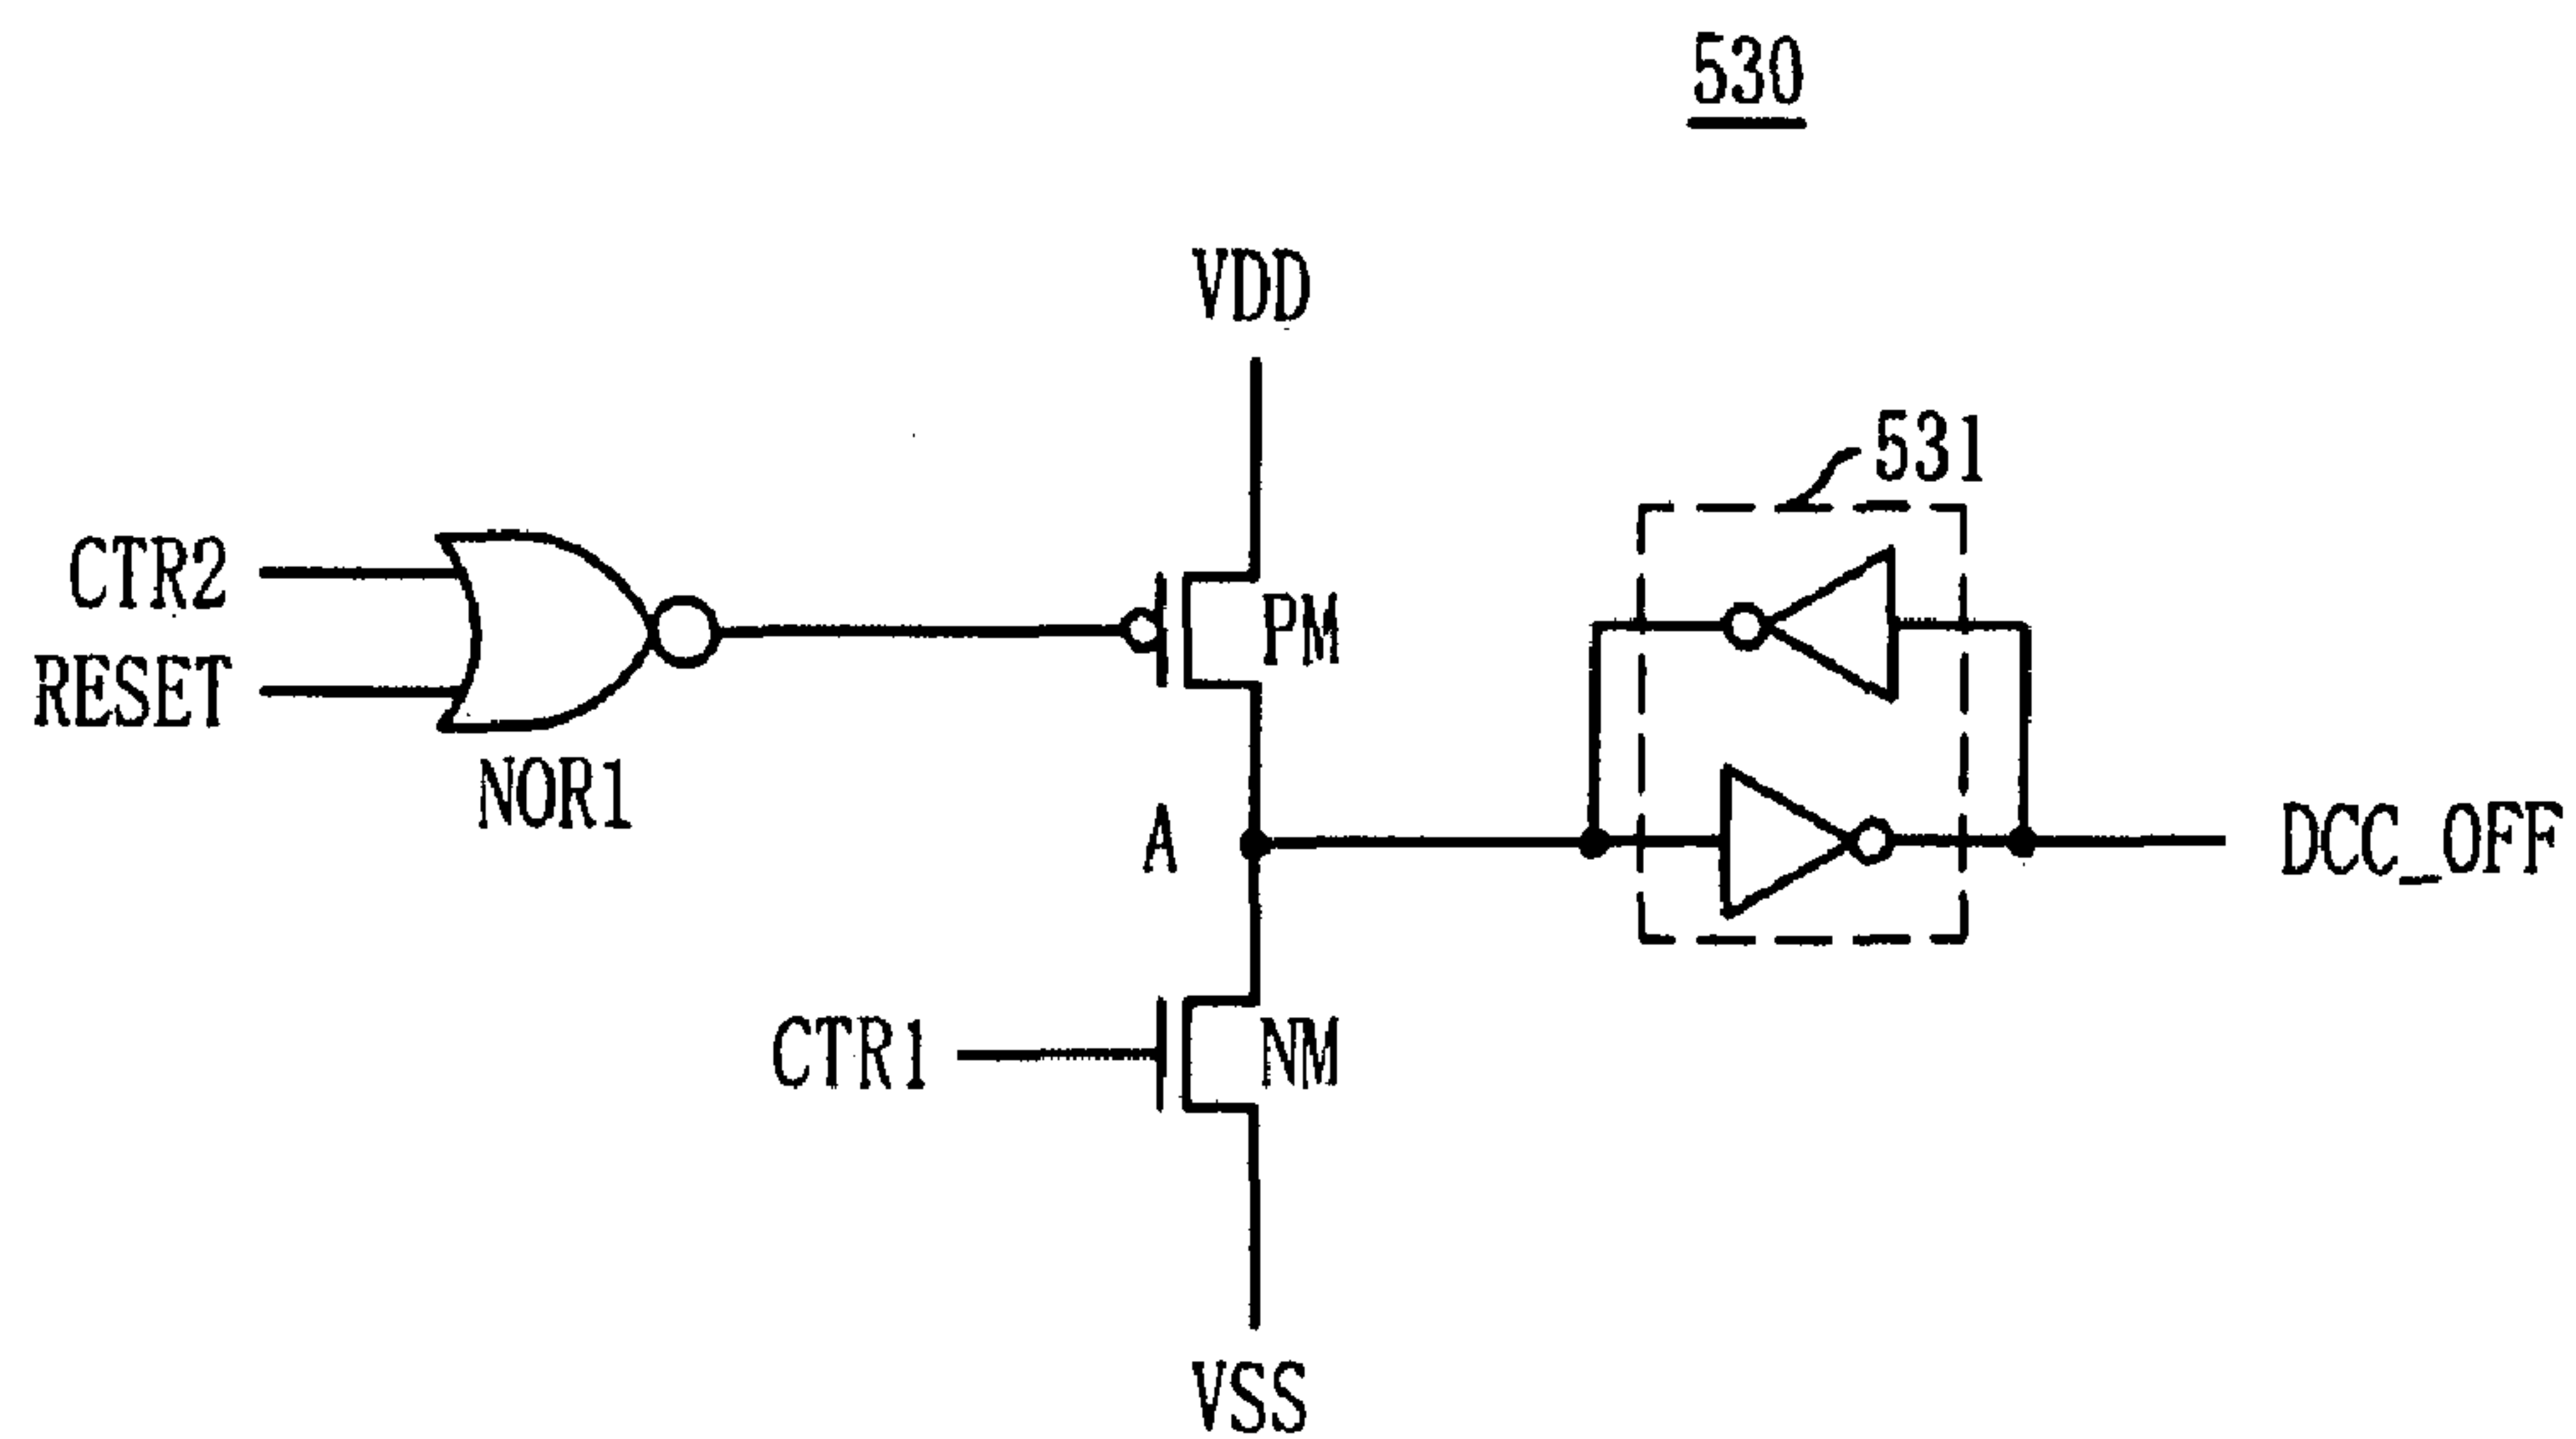 530
VDD
531
CTR2
PM
RESET
NOR1
A
DCC_OFF
CTR1
NM
VSS